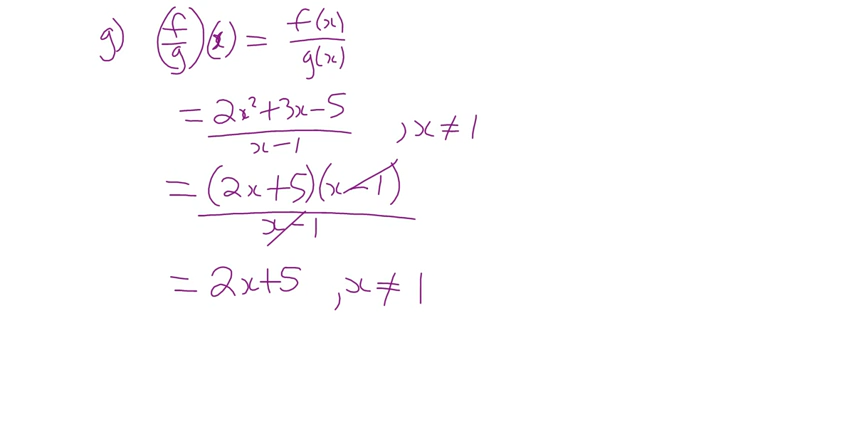 g) (f/g)(x) = f(x)/g(x)
= (2x² + 3x - 5)/(x - 1) , x ≠ 1
= (2x + 5)(x - 1)/(x - 1)
= 2x + 5 , x ≠ 1